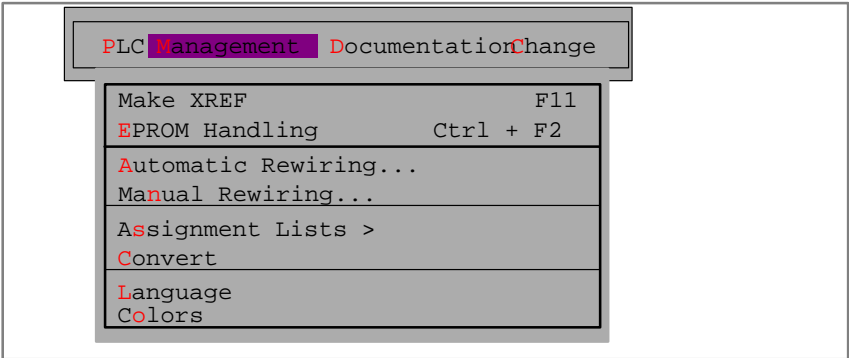 PLC Management Documentation Change
Make XREF F11
EPROM Handling Ctrl + F2
Automatic Rewiring...
Manual Rewiring...
Assignment Lists >
Convert
Language
Colors